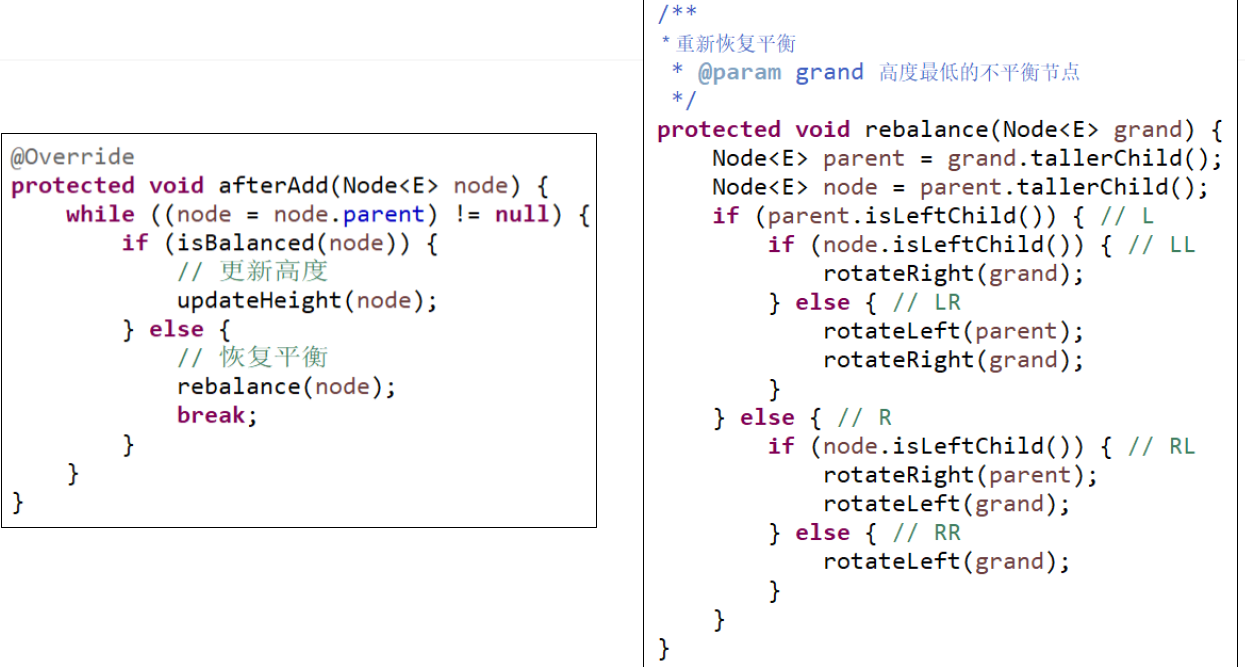 @Override
protected void afterAdd(Node<E> node) {
while ((node = node.parent) != null) {
if (isBalanced(node)) {
// 更新高度
updateHeight(node);
} else {
// 恢复平衡
rebalance(node);
break;
}
}
}
/**
* 重新恢复平衡
* @param grand 高度最低的不平衡节点
*/
protected void rebalance(Node<E> grand) {
Node<E> parent = grand.tallerChild();
Node<E> node = parent.tallerChild();
if (parent.isLeftChild()) { // L
if (node.isLeftChild()) { // LL
rotateRight(grand);
} else { // LR
rotateLeft(parent);
rotateRight(grand);
}
} else { // R
if (node.isLeftChild()) { // RL
rotateRight(parent);
rotateLeft(grand);
} else { // RR
rotateLeft(grand);
}
}
}